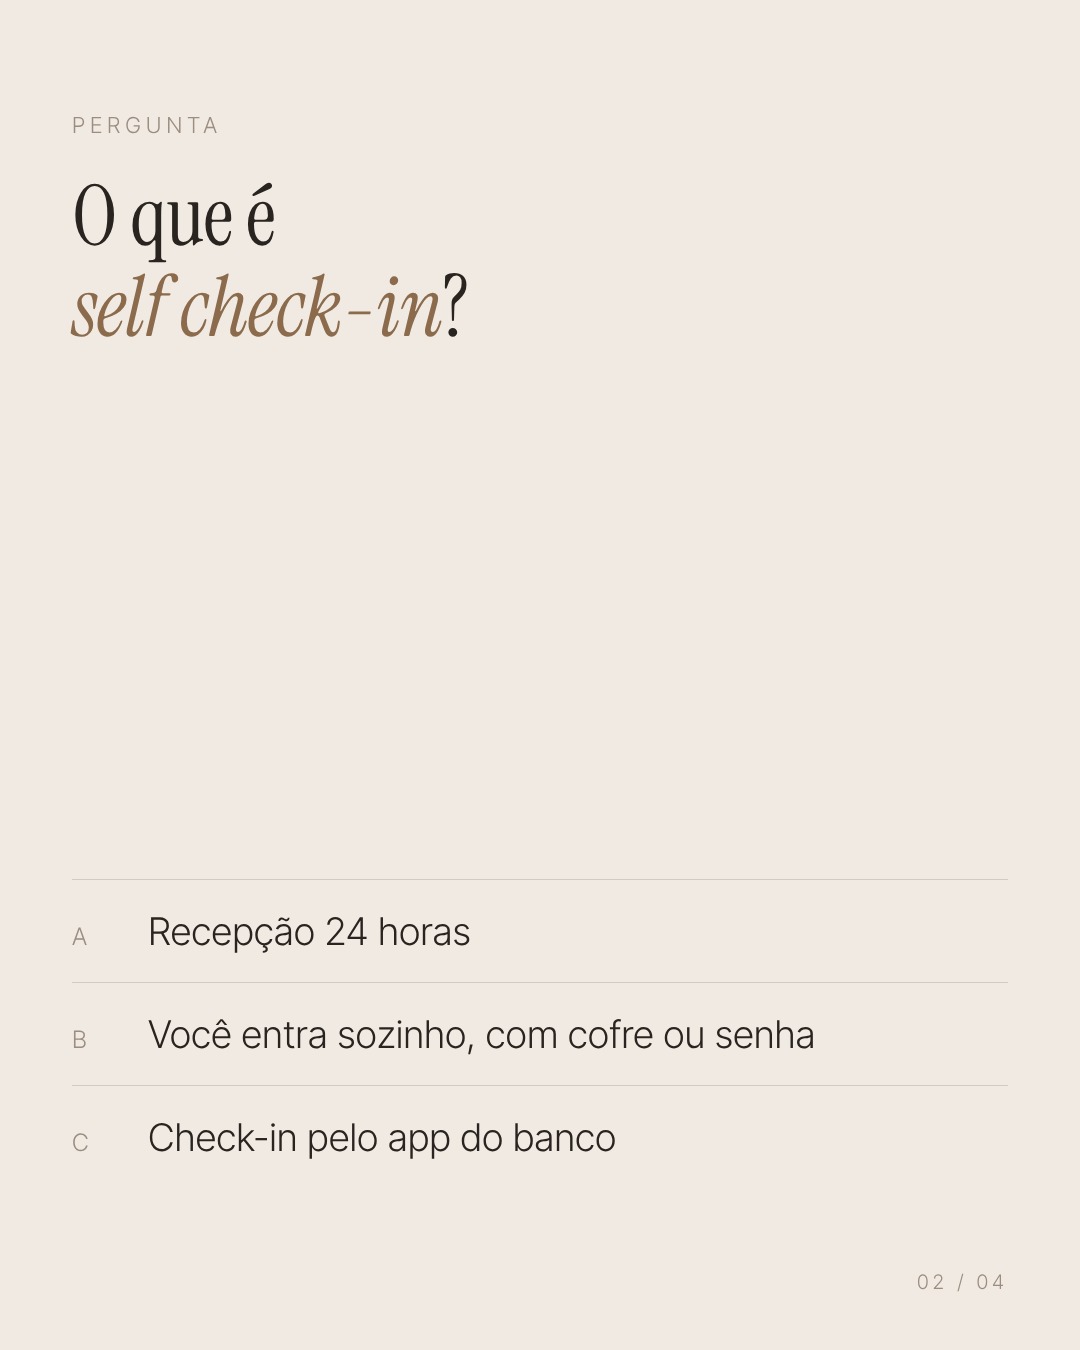 PERGUNTA
O que é
self check-in?
A Recepção 24 horas
B Você entra sozinho, com cofre ou senha
C Check-in pelo app do banco
02 / 04